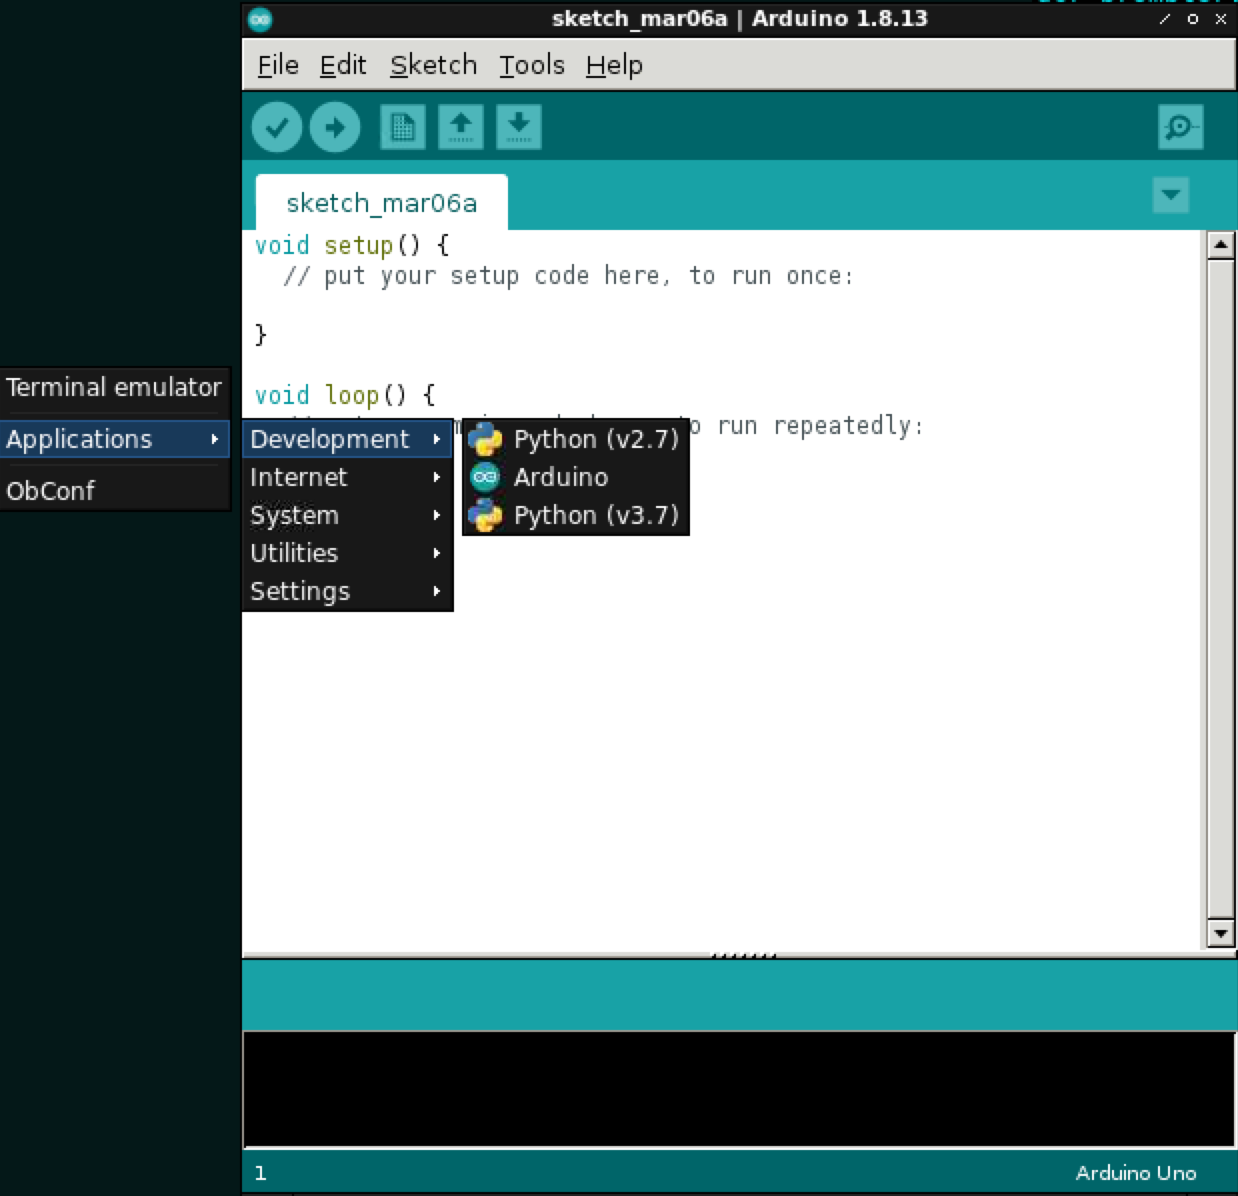 sketch_mar06a | Arduino 1.8.13
File Edit Sketch Tools Help
sketch_mar06a
void setup() {
// put your setup code here, to run once:
}
void loop() {
to run repeatedly:
Terminal emulator
Applications
ObConf
Development
Internet
System
Utilities
Settings
Python (v2.7)
Arduino
Python (v3.7)
1
Arduino Uno